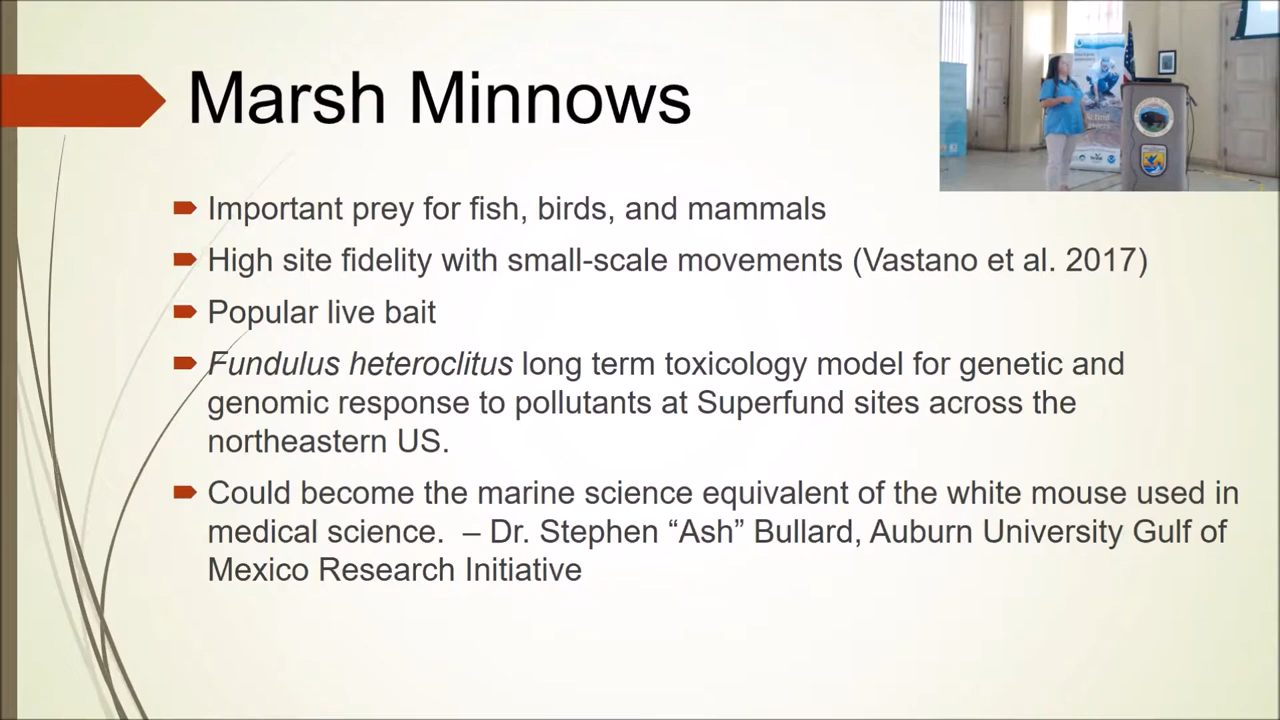 Marsh Minnows
Important prey for fish, birds, and mammals
High site fidelity with small-scale movements (Vastano et al. 2017)
Popular live bait
Fundulus heteroclitus long term toxicology model for genetic and
genomic response to pollutants at Superfund sites across the
northeastern US.
Could become the marine science equivalent of the white mouse used in
medical science. – Dr. Stephen “Ash” Bullard, Auburn University Gulf of
Mexico Research Initiative